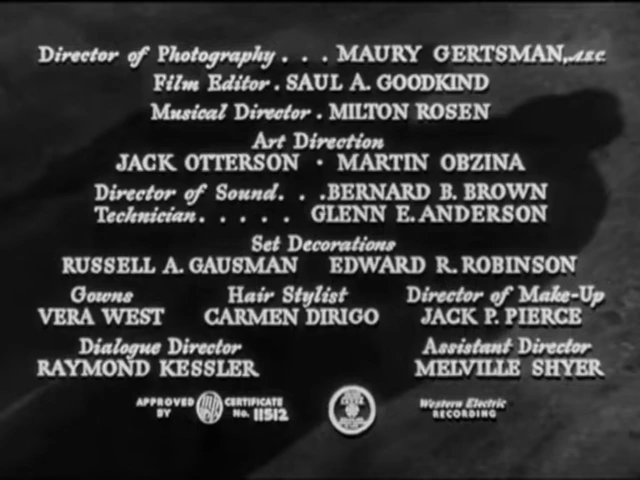 Director of Photography . . . MAURY GERTSMAN, A.S.C.
Film Editor . SAUL A. GOODKIND
Musical Director . MILTON ROSEN
Art Direction
JACK OTTERSON · MARTIN OBZINA
Director of Sound . . . BERNARD B. BROWN
Technician . . . . . GLENN E. ANDERSON
Set Decorations
RUSSELL A. GAUSMAN EDWARD R. ROBINSON
Gowns Hair Stylist Director of Make-Up
VERA WEST CARMEN DIRIGO JACK P. PIERCE
Dialogue Director Assistant Director
RAYMOND KESSLER MELVILLE SHYER
APPROVED CERTIFICATE Western Electric
BY No. 11512 RECORDING